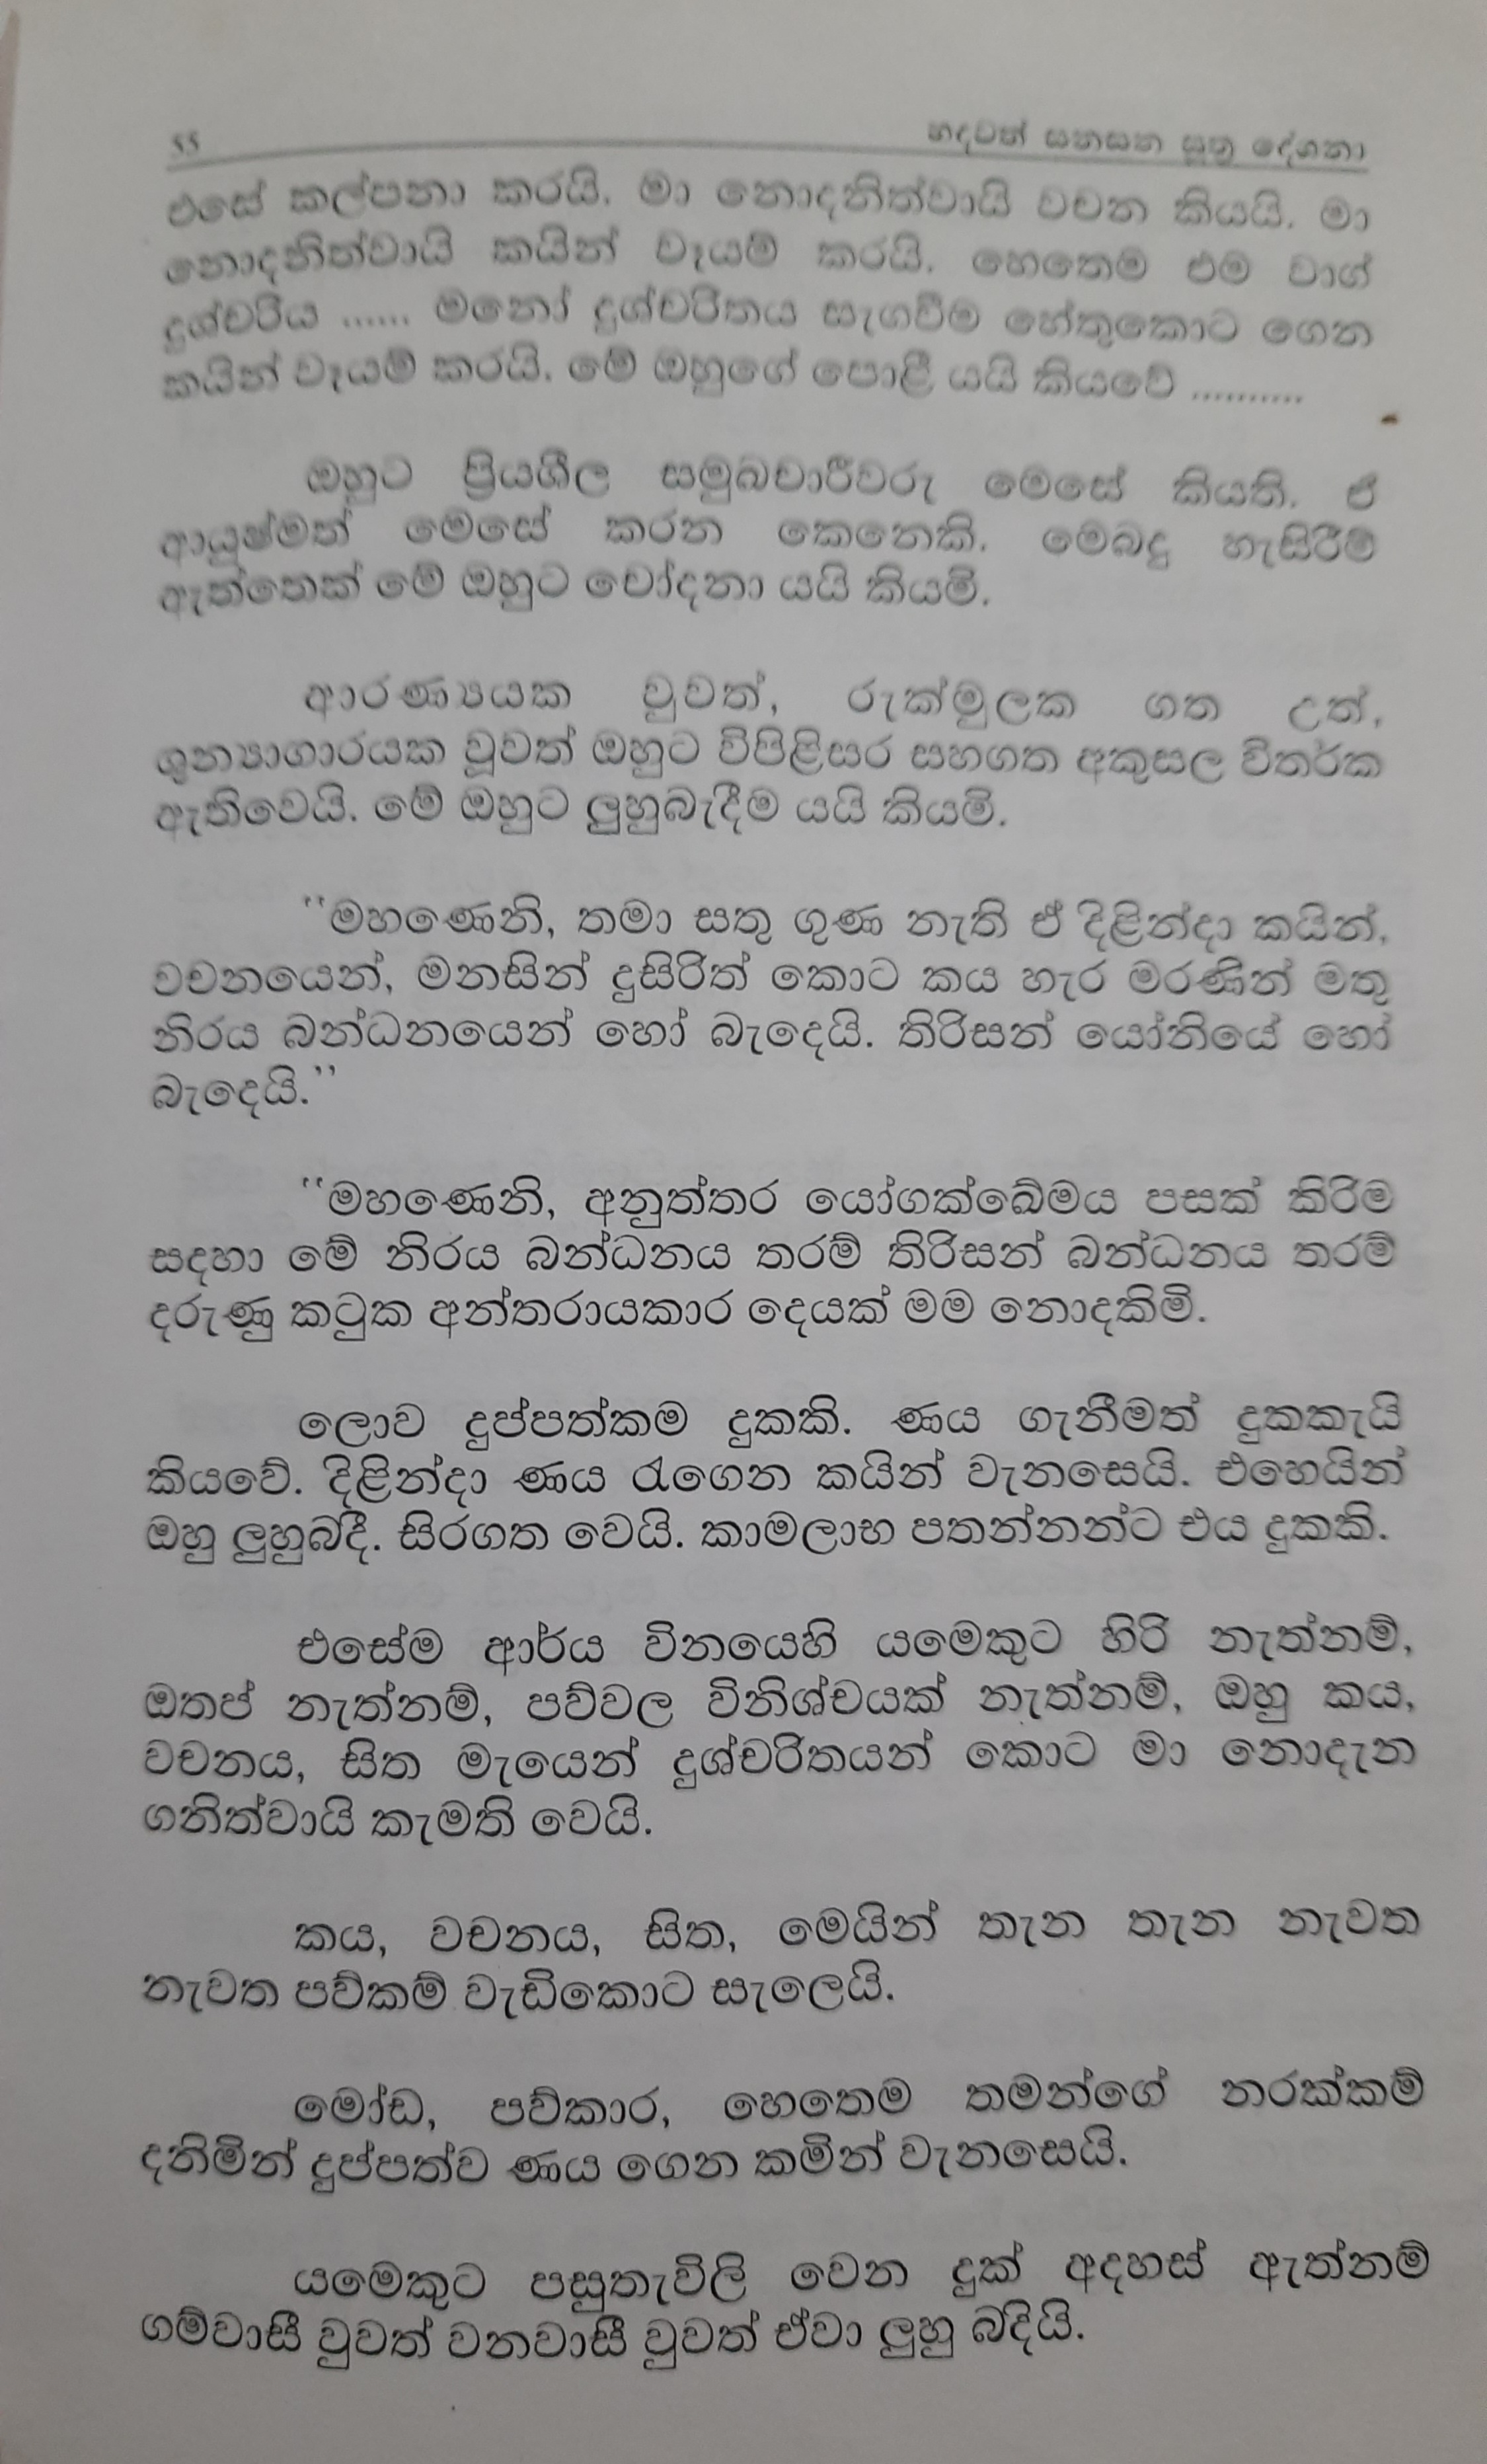 55 හදවත් සනසන සූත්‍ර දේශනා
එසේ කල්පනා කරයි. මා නොදනිත්වායි වචන කියයි. මා
නොදනිත්වායි කයින් වෑයම් කරයි. හෙතෙම එම වාග්
දුශ්චරිය ...... මනෝ දුශ්චරිතය සැගවීම හේතුකොට ගෙන
කයින් වෑයම් කරයි. මේ ඔහුගේ පොළී යයි කියවේ ...........
ඔහුට ප්‍රියශීල සමුබචාරීවරු මෙසේ කියති. ඒ
ආයුෂ්මත් මෙසේ කරන කෙනෙකි. මෙබදු හැසිරීම්
ඇත්තෙක් මේ ඔහුට චෝදනා යයි කියමි.
ආරණ්‍යයක වුවත්, රුක්මුලක ගත උත්,
ශුන්‍යාගාරයක වූවත් ඔහුට විපිළිසර සහගත අකුසල විතර්ක
ඇතිවෙයි. මේ ඔහුට ලුහුබැදීම යයි කියමි.
“මහණෙනි, තමා සතු ගුණ නැති ඒ දිළින්දා කයින්,
වචනයෙන්, මනසින් දුසිරිත් කොට කය හැර මරණින් මතු
නිරය බන්ධනයෙන් හෝ බැදෙයි. තිරිසන් යෝනියේ හෝ
බැදෙයි.”
“මහණෙනි, අනුත්තර යෝගක්ඛේමය පසක් කිරිම
සදහා මේ නිරය බන්ධනය තරම් තිරිසන් බන්ධනය තරම්
දරුණු කටුක අන්තරායකාර දෙයක් මම නොදකිමි.
ලොව දුප්පත්කම දුකකි. ණය ගැනීමත් දුකකැයි
කියවේ. දිළින්දා ණය රැගෙන කයින් වැනසෙයි. එහෙයින්
ඔහු ලුහුබදී. සිරගත වෙයි. කාමලාභ පතන්නන්ට එය දුකකි.
එසේම ආර්ය විනයෙහි යමෙකුට හිරි නැත්නම්,
ඔතප් නැත්නම්, පව්වල විනිශ්චයක් නැත්නම්, ඔහු කය,
වචනය, සිත මැයෙන් දුශ්චරිතයන් කොට මා නොදැන
ගනිත්වායි කැමති වෙයි.
කය, වචනය, සිත, මෙයින් තැන තැන නැවත
නැවත පව්කම් වැඩිකොට සැලෙයි.
මෝඩ, පව්කාර, හෙතෙම තමන්ගේ නරක්කම්
දනිමින් දුප්පත්ව ණය ගෙන කමින් වැනසෙයි.
යමෙකුට පසුතැවිලි වෙන දුක් අදහස් ඇත්නම්
ගම්වාසී වුවත් වනවාසී වුවත් ඒවා ලුහු බදියි.